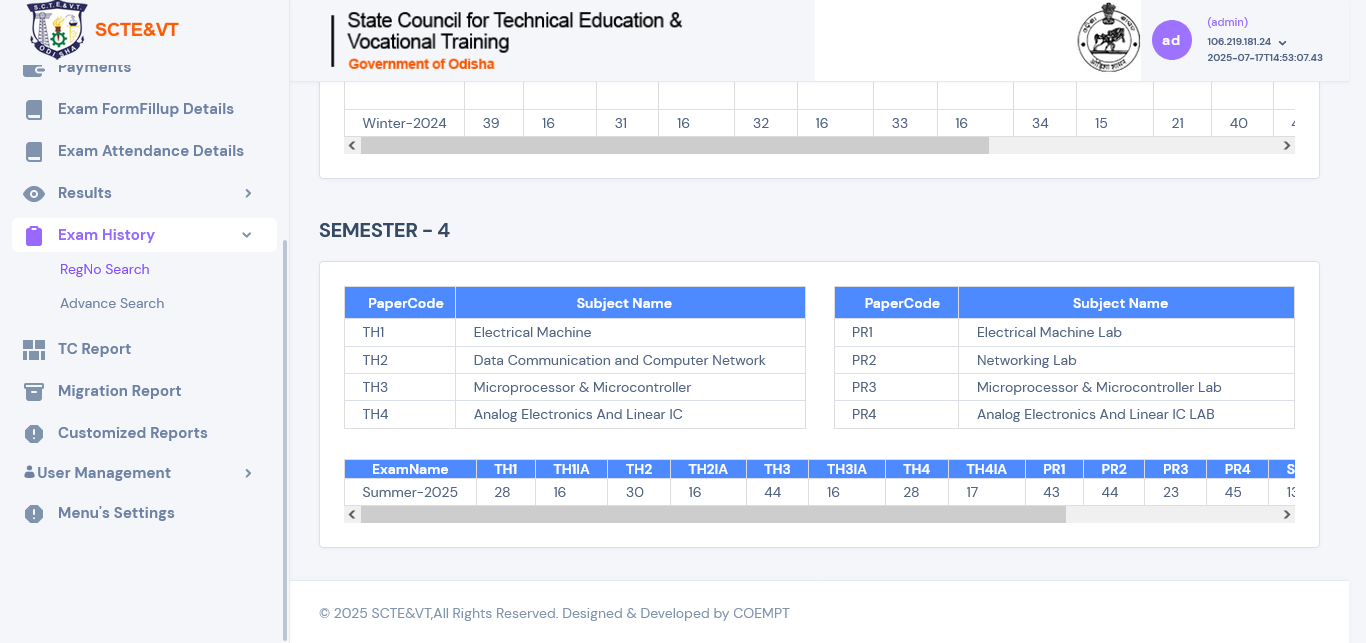 S.C.T.E.&V.T.
ODISHA
SCTE&VT
State Council for Technical Education &
Vocational Training
Government of Odisha
ad
(admin)
106.219.181.24
2025-07-17T14:53:07.43
Payments
Exam FormFillup Details
Exam Attendance Details
Results
Exam History
RegNo Search
Advance Search
TC Report
Migration Report
Customized Reports
User Management
Menu's Settings
Winter-2024 39 16 31 16 32 16 33 16 34 15 21 40
SEMESTER - 4
PaperCode Subject Name
TH1 Electrical Machine
TH2 Data Communication and Computer Network
TH3 Microprocessor & Microcontroller
TH4 Analog Electronics And Linear IC
PaperCode Subject Name
PR1 Electrical Machine Lab
PR2 Networking Lab
PR3 Microprocessor & Microcontroller Lab
PR4 Analog Electronics And Linear IC LAB
ExamName TH1 TH1IA TH2 TH2IA TH3 TH3IA TH4 TH4IA PR1 PR2 PR3 PR4
Summer-2025 28 16 30 16 44 16 28 17 43 44 23 45
© 2025 SCTE&VT,All Rights Reserved. Designed & Developed by COEMPT